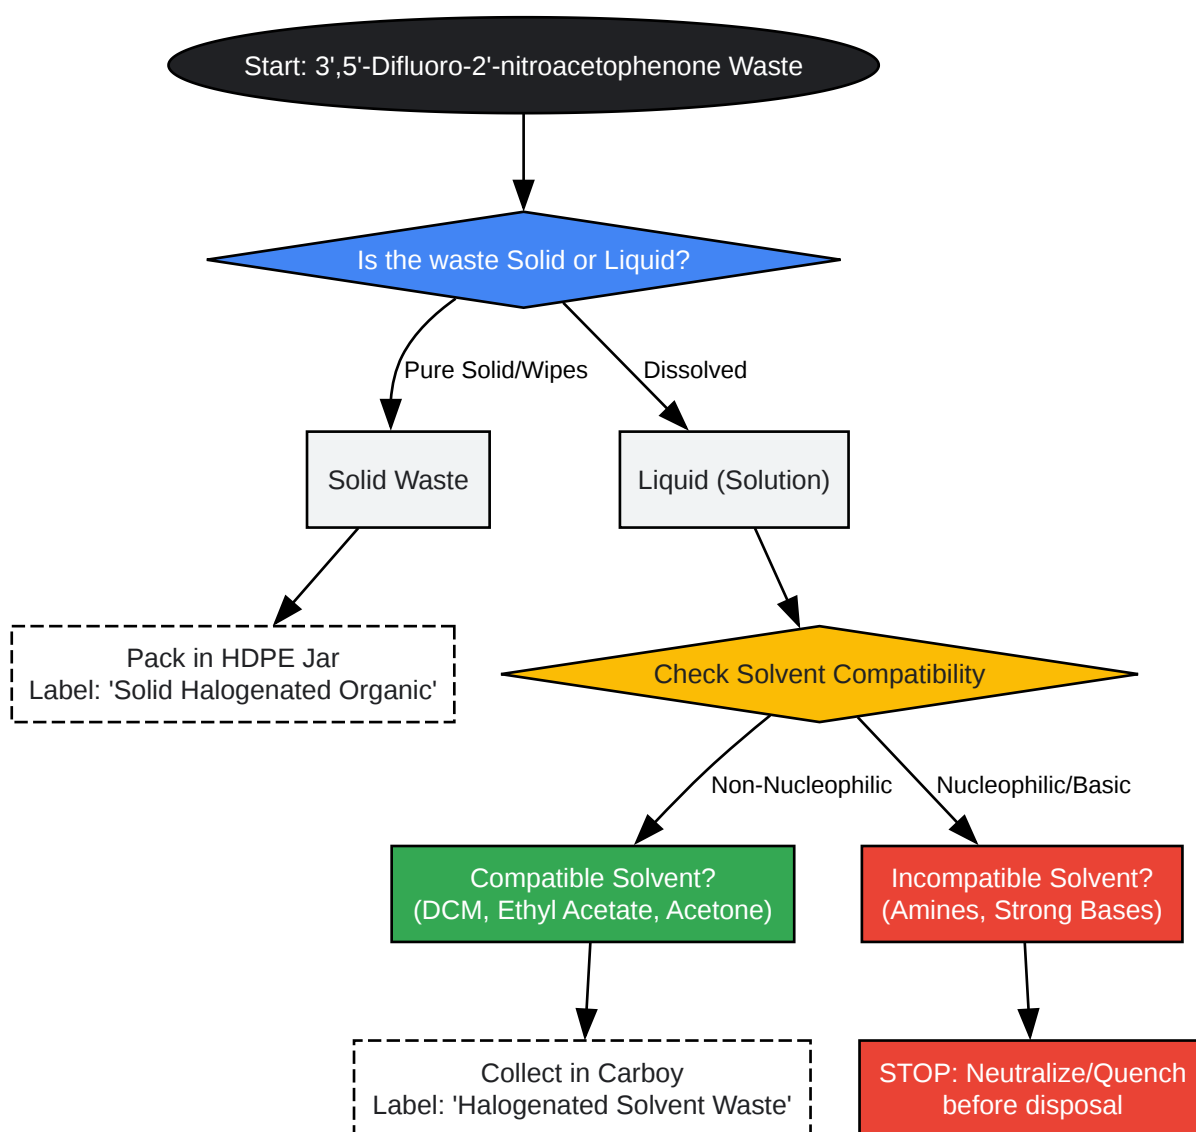 Start: 3',5'-Difluoro-2'-nitroacetophenone Waste
Is the waste Solid or Liquid?
Pure Solid/Wipes
Dissolved
Solid Waste
Liquid (Solution)
Pack in HDPE Jar
Label: 'Solid Halogenated Organic'
Check Solvent Compatibility
Non-Nucleophilic
Nucleophilic/Basic
Compatible Solvent?
(DCM, Ethyl Acetate, Acetone)
Incompatible Solvent?
(Amines, Strong Bases)
Collect in Carboy
Label: 'Halogenated Solvent Waste'
STOP: Neutralize/Quench
before disposal